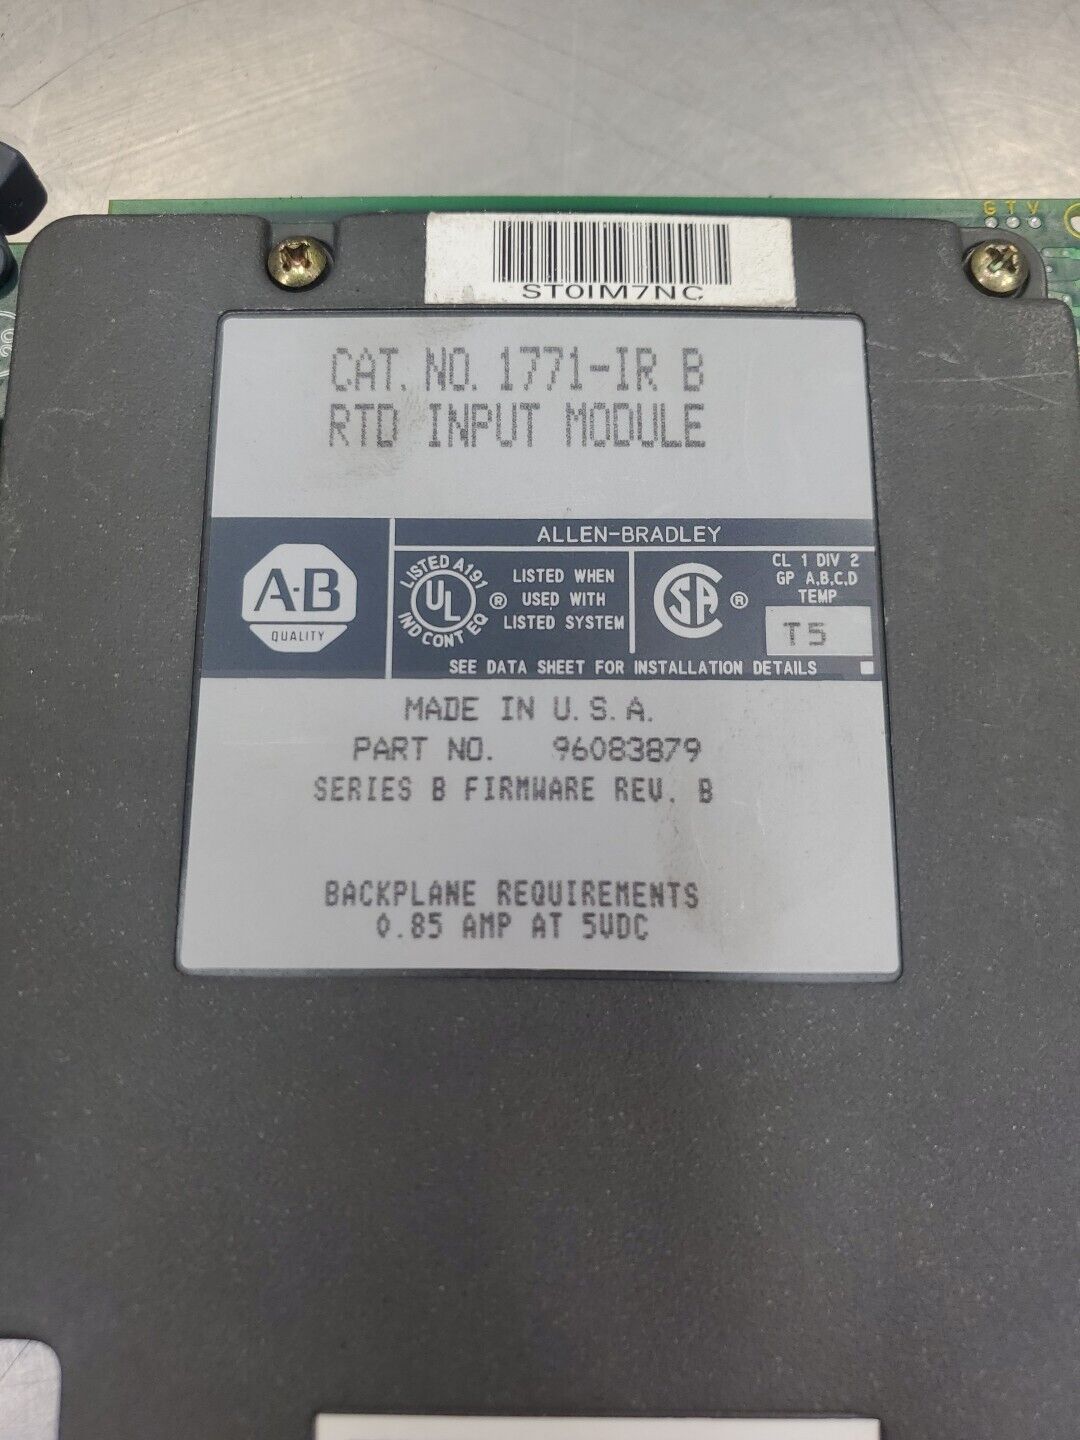 G T V
ST0IM7NC
CAT. NO. 1771-IR B
RTD INPUT MODULE
ALLEN-BRADLEY
A-B
QUALITY
LISTED A191
UL ®
IND CONT EQ
LISTED WHEN
USED WITH
LISTED SYSTEM
CSA ®
CL 1 DIV 2
GP A,B,C,D
TEMP
T5
SEE DATA SHEET FOR INSTALLATION DETAILS
MADE IN U.S.A.
PART NO. 96083879
SERIES B FIRMWARE REV. B
BACKPLANE REQUIREMENTS
0.85 AMP AT 5VDC